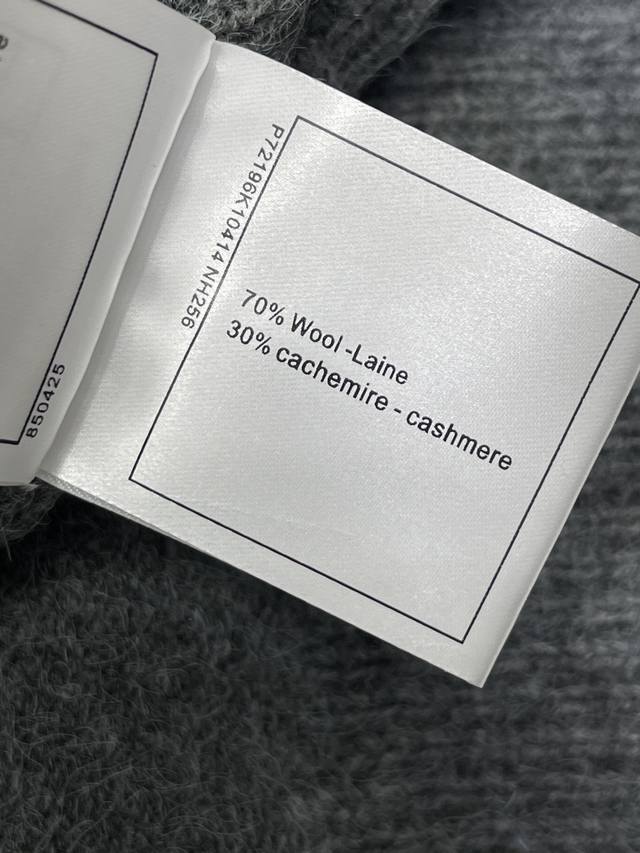 P72196K10414 NH256
70% Wool -Laine
30% cachemire - cashmere
850425